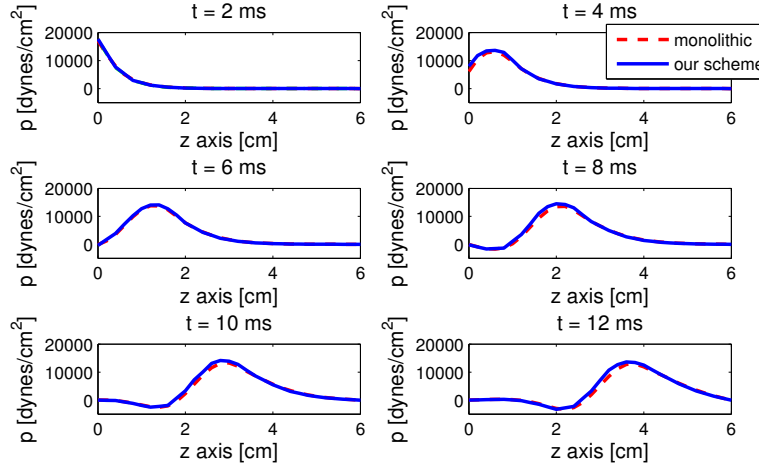 t = 2 ms
p [dynes/cm²]
20000
10000
0
0 2 4 6
z axis [cm]
t = 4 ms
monolithic
our scheme
p [dynes/cm²]
20000
10000
0
0 2 4 6
z axis [cm]
t = 6 ms
p [dynes/cm²]
20000
10000
0
0 2 4 6
z axis [cm]
t = 8 ms
p [dynes/cm²]
20000
10000
0
0 2 4 6
z axis [cm]
t = 10 ms
p [dynes/cm²]
20000
10000
0
0 2 4 6
z axis [cm]
t = 12 ms
p [dynes/cm²]
20000
10000
0
0 2 4 6
z axis [cm]